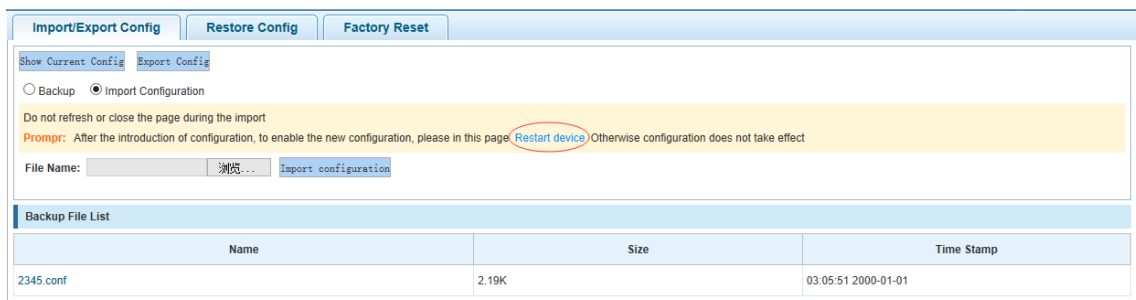 Import/Export Config Restore Config Factory Reset
Show Current Config Export Config
Backup Import Configuration
Do not refresh or close the page during the import
Prompr: After the introduction of configuration, to enable the new configuration, please in this page Restart device Otherwise configuration does not take effect
File Name: 浏览... Import configuration
Backup File List
Name Size Time Stamp
2345.conf 2.19K 03:05:51 2000-01-01